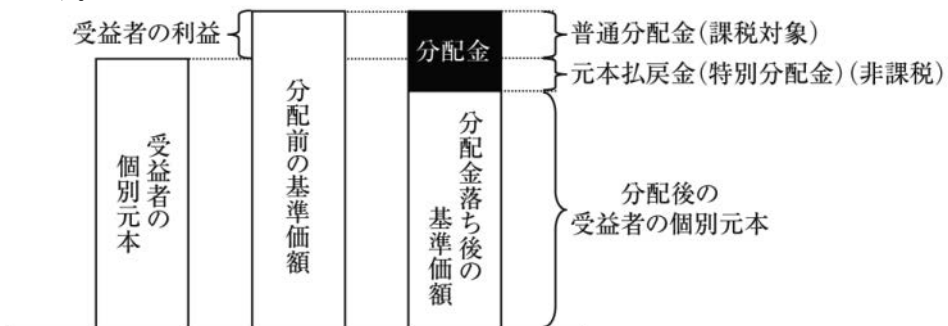 受益者の利益
分配金
普通分配金(課税対象)
元本払戻金(特別分配金)(非課税)
受益者の
個別元本
分配前の基準価額
分配金落ち後の
基準価額
分配後の
受益者の個別元本